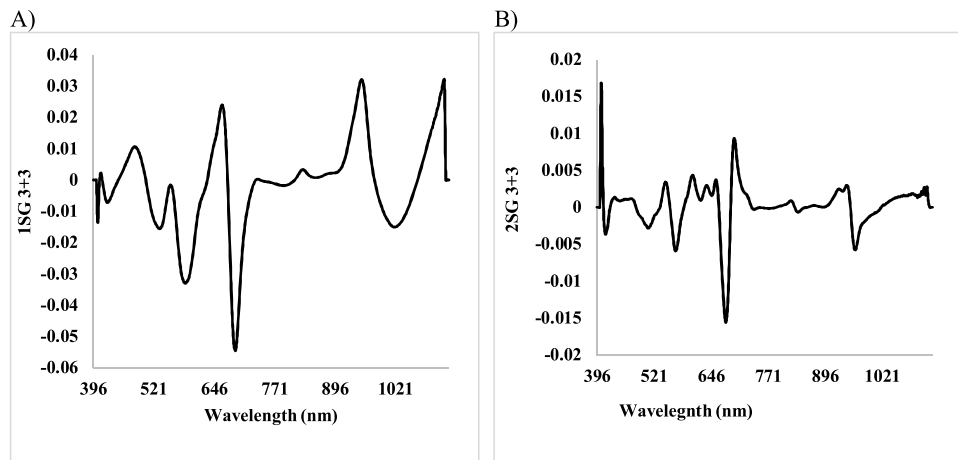 A)
0.04
0.03
0.02
0.01
0
-0.01
-0.02
-0.03
-0.04
-0.05
-0.06
1SG 3+3
396 521 646 771 896 1021
Wavelength (nm)
B)
0.02
0.015
0.01
0.005
0
-0.005
-0.01
-0.015
-0.02
2SG 3+3
396 521 646 771 896 1021
Wavelegnth (nm)